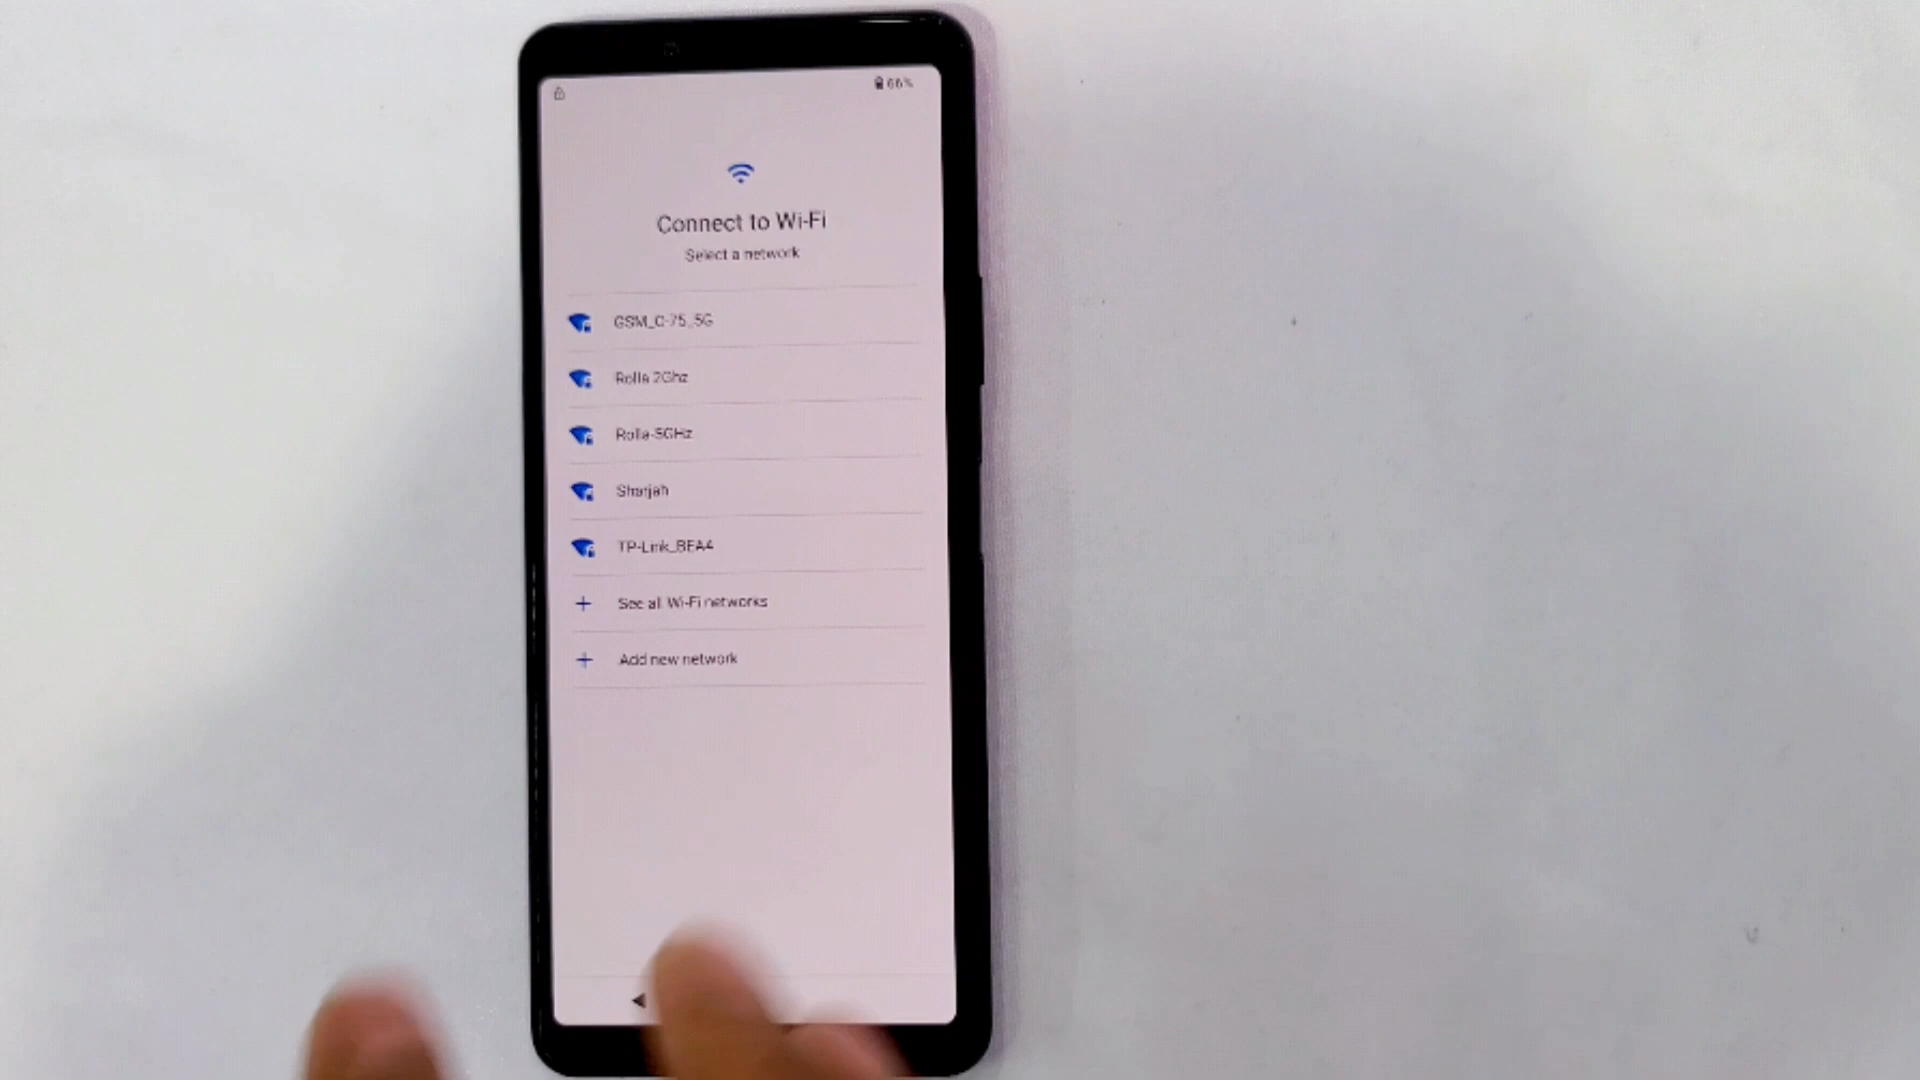 66%
Connect to Wi-Fi
Select a network
GSM_C-75_5G
Rolla 2Ghz
Rolla-5GHz
Sharjah
TP-Link_BEA4
See all Wi-Fi networks
Add new network